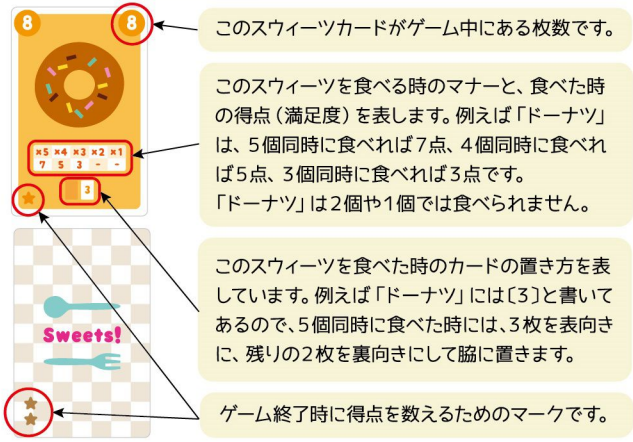 8 8
×5 ×4 ×3 ×2 ×1
7 5 3 - -
3
Sweets!
このスウィーツカードがゲーム中にある枚数です。
このスウィーツを食べる時のマナーと、食べた時
の得点(満足度)を表します。例えば「ドーナツ」
は、5個同時に食べれば7点、4個同時に食べれ
ば5点、3個同時に食べれば3点です。
「ドーナツ」は2個や1個では食べられません。
このスウィーツを食べた時のカードの置き方を表
しています。例えば「ドーナツ」には〔3〕と書いて
あるので、5個同時に食べた時には、3枚を表向き
に、残りの2枚を裏向きにして脇に置きます。
ゲーム終了時に得点を数えるためのマークです。